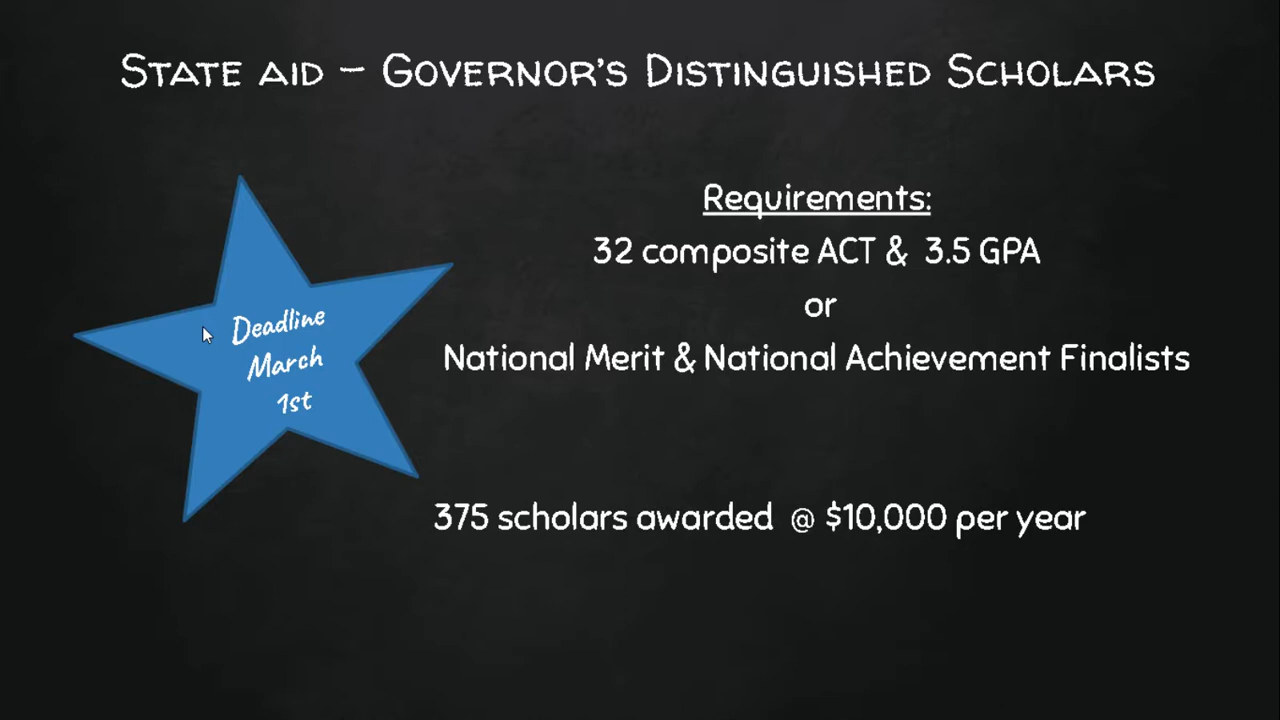 State aid – Governor's Distinguished Scholars
Deadline
March
1st
Requirements:
32 composite ACT & 3.5 GPA
or
National Merit & National Achievement Finalists
375 scholars awarded @ $10,000 per year